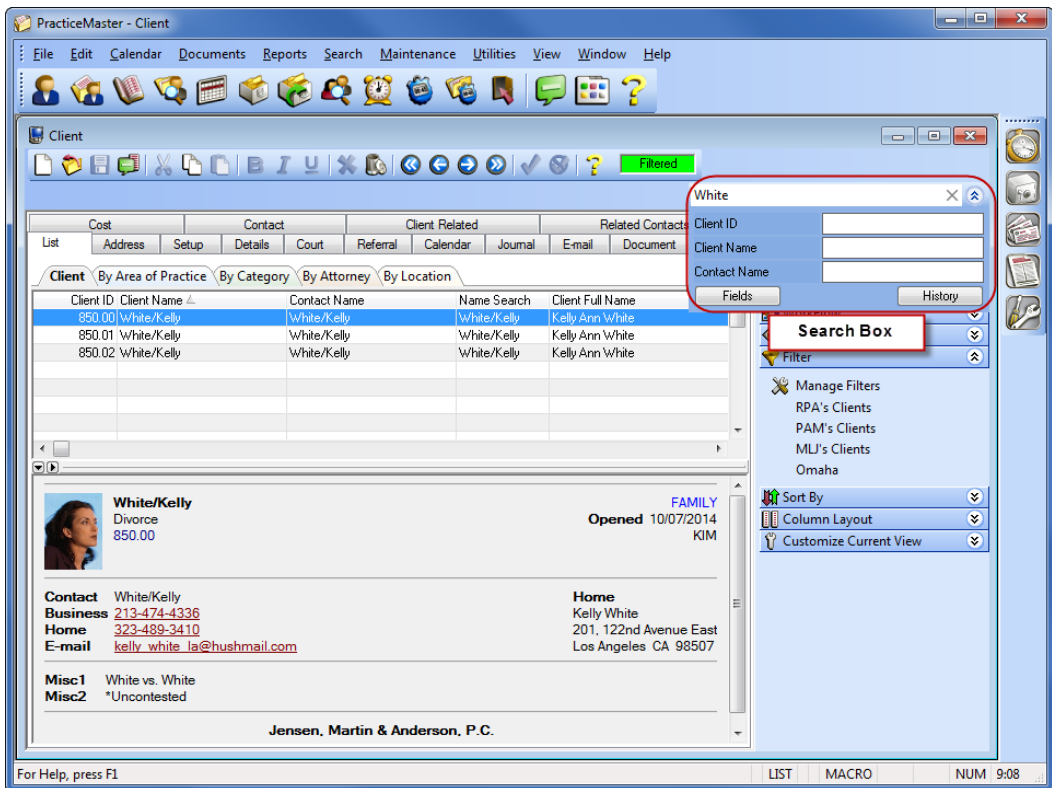 PracticeMaster - Client
File Edit Calendar Documents Reports Search Maintenance Utilities View Window Help
Client
B I U Filtered
White
Client ID
Client Name
Contact Name
Fields History
Search Box
Cost Contact Client Related Related Contacts
List Address Setup Details Court Referral Calendar Journal E-mail Document
Client By Area of Practice By Category By Attorney By Location
Client ID Client Name Contact Name Name Search Client Full Name
850.00 White/Kelly White/Kelly White/Kelly Kelly Ann White
850.01 White/Kelly White/Kelly White/Kelly Kelly Ann White
850.02 White/Kelly White/Kelly White/Kelly Kelly Ann White
Filter
Manage Filters
RPA's Clients
PAM's Clients
MLJ's Clients
Omaha
Sort By
Column Layout
Customize Current View
White/Kelly FAMILY
Divorce Opened 10/07/2014
850.00 KIM
Contact White/Kelly Home
Business 213-474-4336 Kelly White
Home 323-489-3410 201, 122nd Avenue East
E-mail kelly_white_la@hushmail.com Los Angeles CA 98507
Misc1 White vs. White
Misc2 *Uncontested
Jensen, Martin & Anderson, P.C.
For Help, press F1 LIST MACRO NUM 9:08